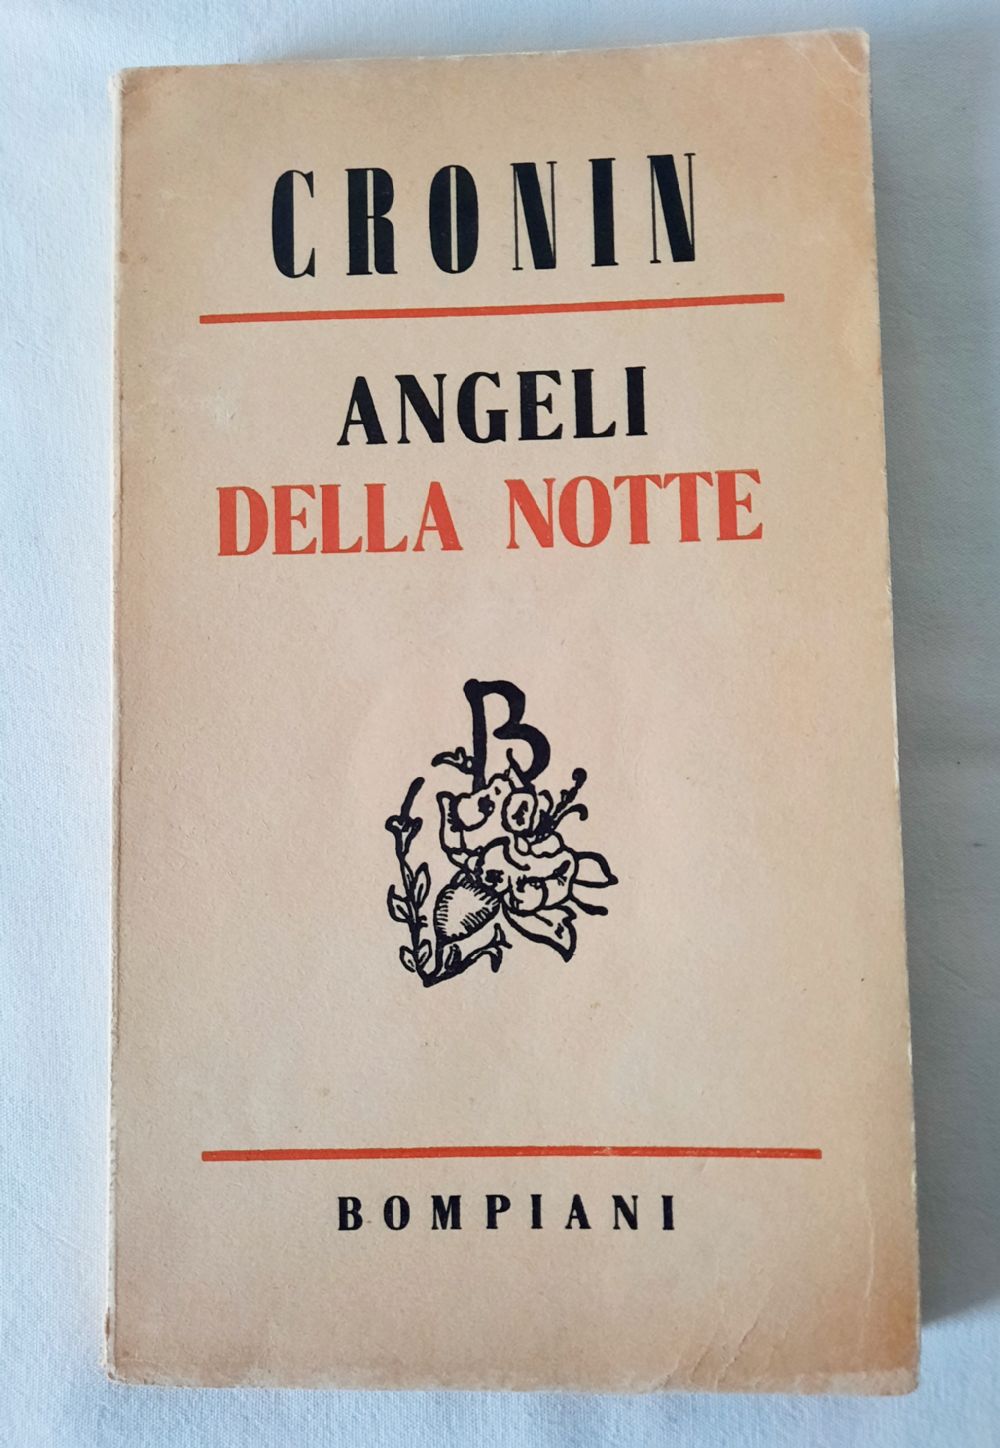 CRONIN
ANGELI
DELLA NOTTE
B
BOMPIANI